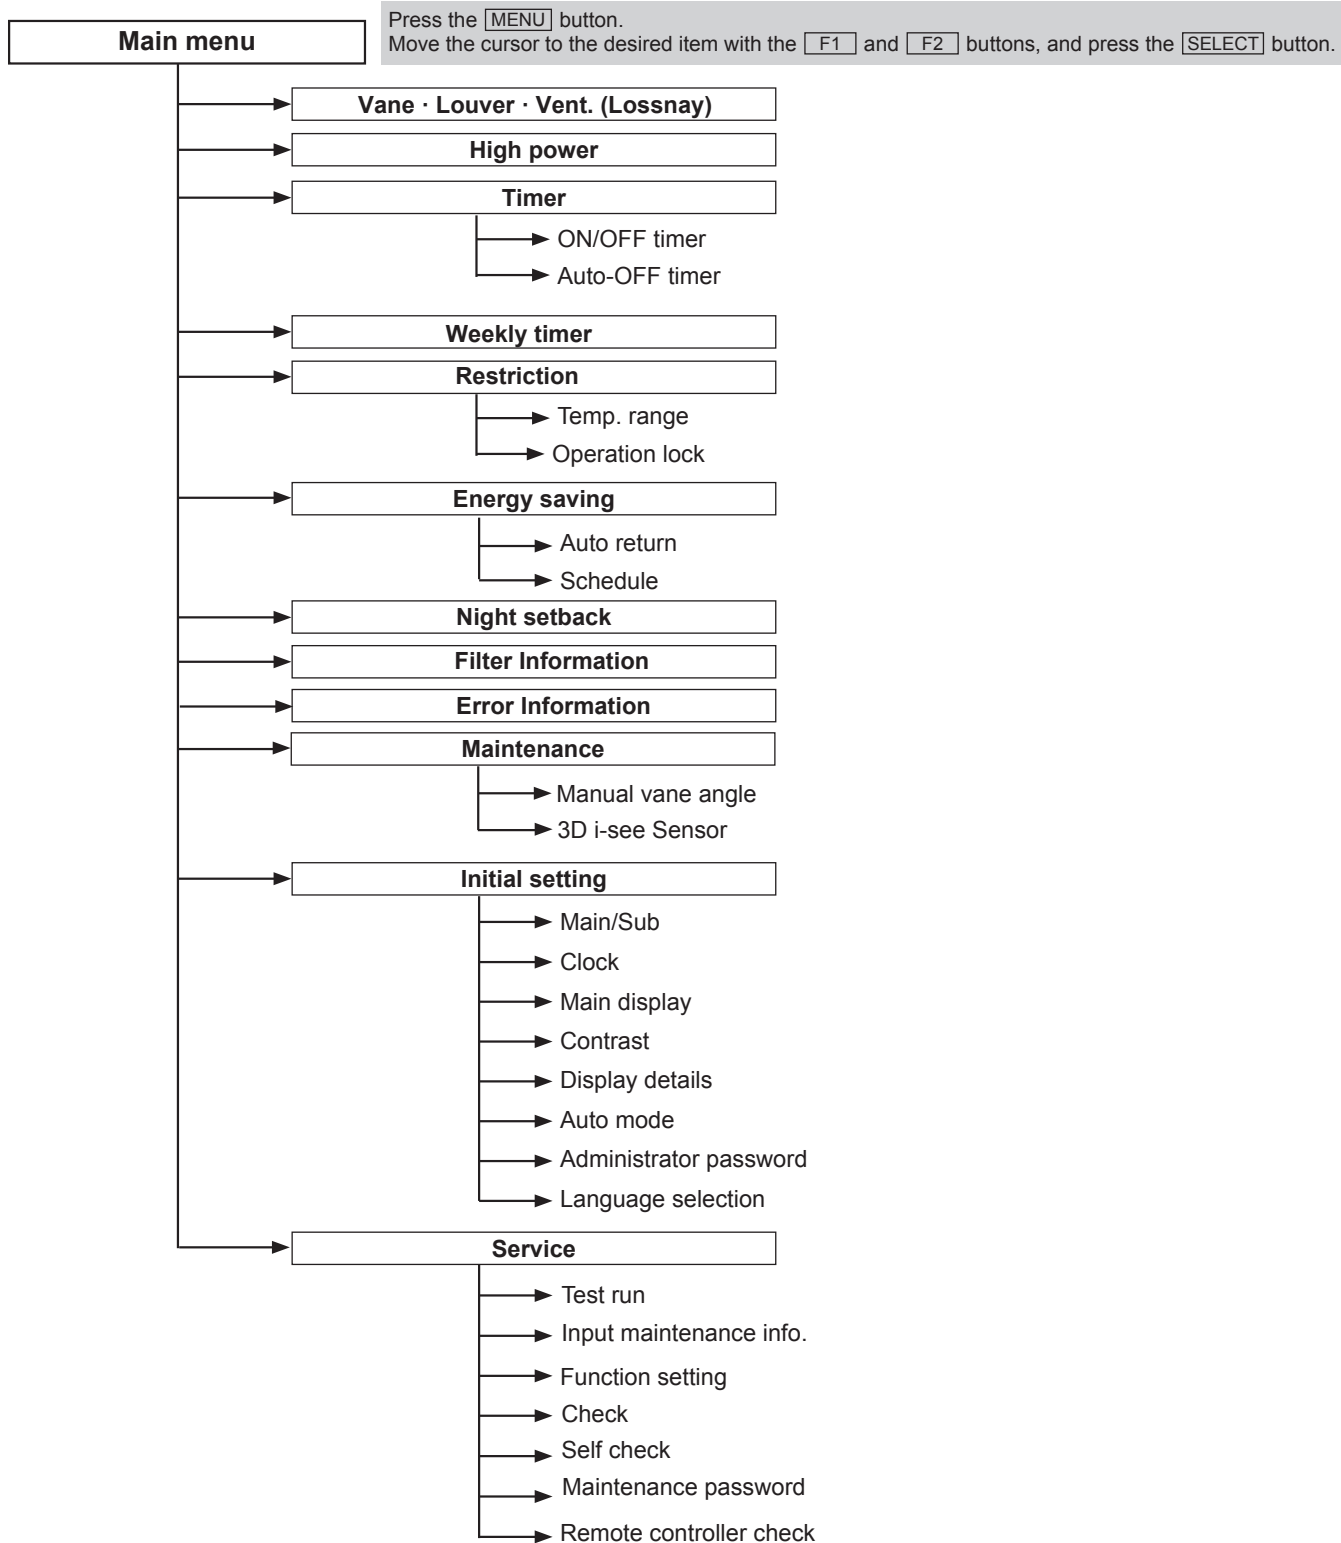 Main menu
Press the MENU button.
Move the cursor to the desired item with the F1 and F2 buttons, and press the SELECT button.
Vane · Louver · Vent. (Lossnay)
High power
Timer
ON/OFF timer
Auto-OFF timer
Weekly timer
Restriction
Temp. range
Operation lock
Energy saving
Auto return
Schedule
Night setback
Filter Information
Error Information
Maintenance
Manual vane angle
3D i-see Sensor
Initial setting
Main/Sub
Clock
Main display
Contrast
Display details
Auto mode
Administrator password
Language selection
Service
Test run
Input maintenance info.
Function setting
Check
Self check
Maintenance password
Remote controller check